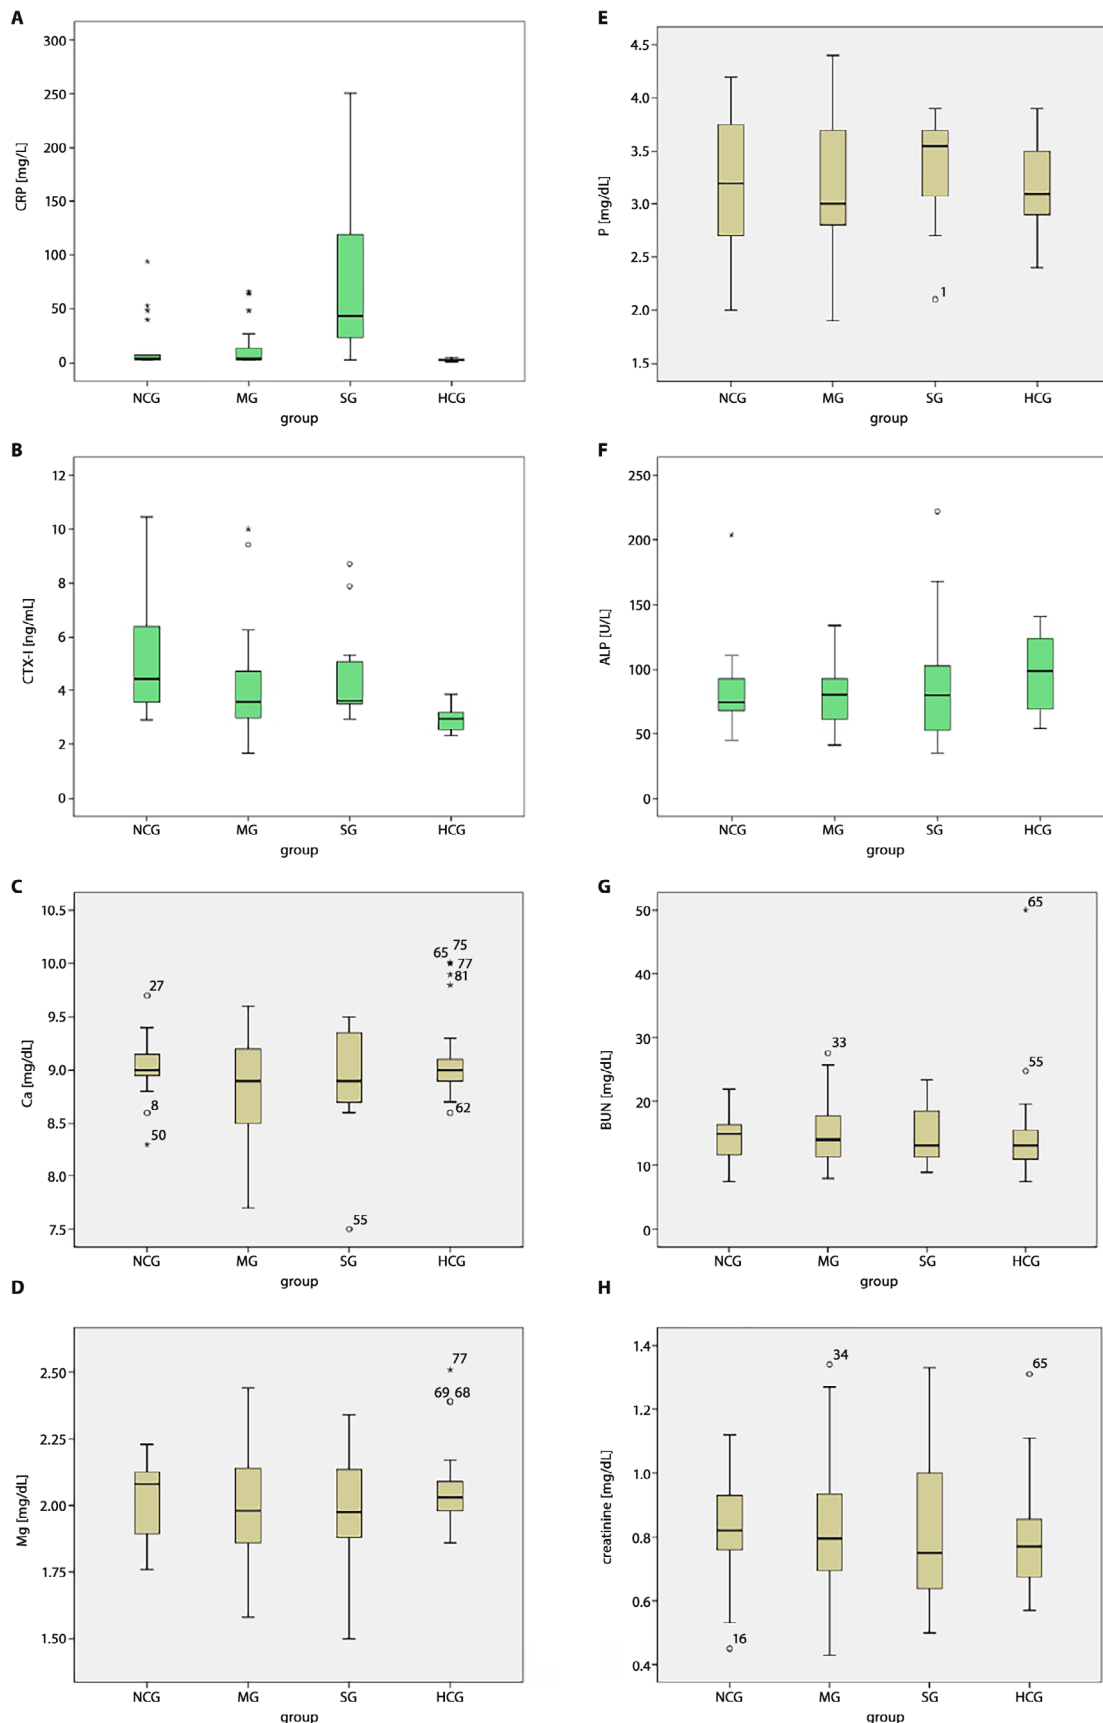 A
CRP [mg/L]
300
250
200
150
100
50
0
NCG MG SG HCG
group
B
CTX-I [ng/mL]
12
10
8
6
4
2
0
NCG MG SG HCG
group
C
Ca [mg/dL]
10.5
10.0
9.5
9.0
8.5
8.0
7.5
27
8
50
55
75
65
77
81
62
NCG MG SG HCG
group
D
Mg [mg/dL]
2.50
2.25
2.00
1.75
1.50
77
69 68
NCG MG SG HCG
group
E
P [mg/dL]
4.5
4.0
3.5
3.0
2.5
2.0
1.5
1
NCG MG SG HCG
group
F
ALP [U/L]
250
200
150
100
50
0
NCG MG SG HCG
group
G
BUN [mg/dL]
50
40
30
20
10
0
33
65
55
NCG MG SG HCG
group
H
creatinine [mg/dL]
1.4
1.2
1.0
0.8
0.6
0.4
16
34
65
NCG MG SG HCG
group